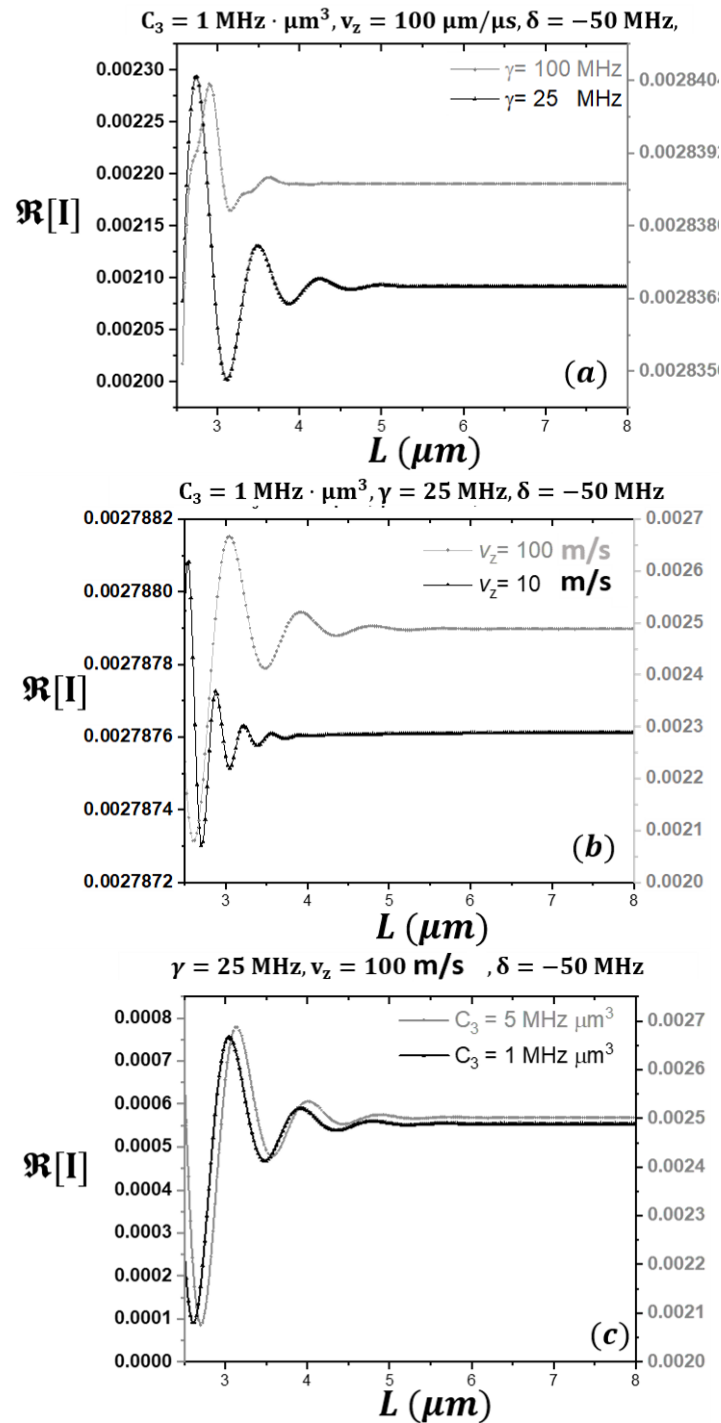 C₃ = 1 MHz · μm³, v_z = 100 μm/μs, δ = −50 MHz,
γ= 100 MHz
γ= 25 MHz
0.00230
0.00225
0.00220
0.00215
0.00210
0.00205
0.00200
ℜ[I]
0.0028404
0.0028392
0.0028380
0.0028368
0.0028356
(a)
3 4 5 6 7 8
L (μm)
C₃ = 1 MHz · μm³, γ = 25 MHz, δ = −50 MHz
v_z= 100 m/s
v_z= 10 m/s
0.0027882
0.0027880
0.0027878
0.0027876
0.0027874
0.0027872
ℜ[I]
0.0027
0.0026
0.0025
0.0024
0.0023
0.0022
0.0021
0.0020
(b)
3 4 5 6 7 8
L (μm)
γ = 25 MHz, v_z = 100 m/s , δ = −50 MHz
C₃ = 5 MHz μm³
C₃ = 1 MHz μm³
0.0008
0.0007
0.0006
0.0005
0.0004
0.0003
0.0002
0.0001
0.0000
ℜ[I]
0.0027
0.0026
0.0025
0.0024
0.0023
0.0022
0.0021
0.0020
(c)
3 4 5 6 7 8
L (μm)